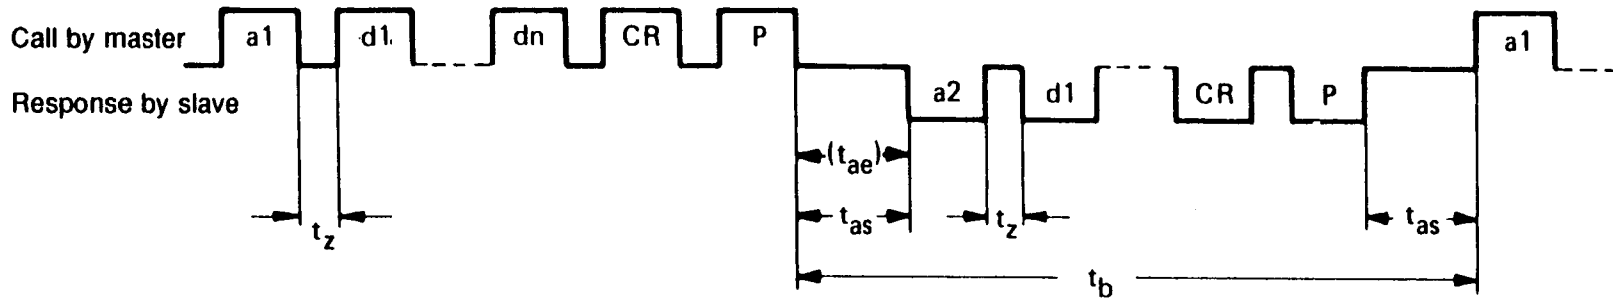 Call by master a1 d1 dn CR P a1
Response by slave a2 d1 CR P
(tae)
tz tas tz tas
tb